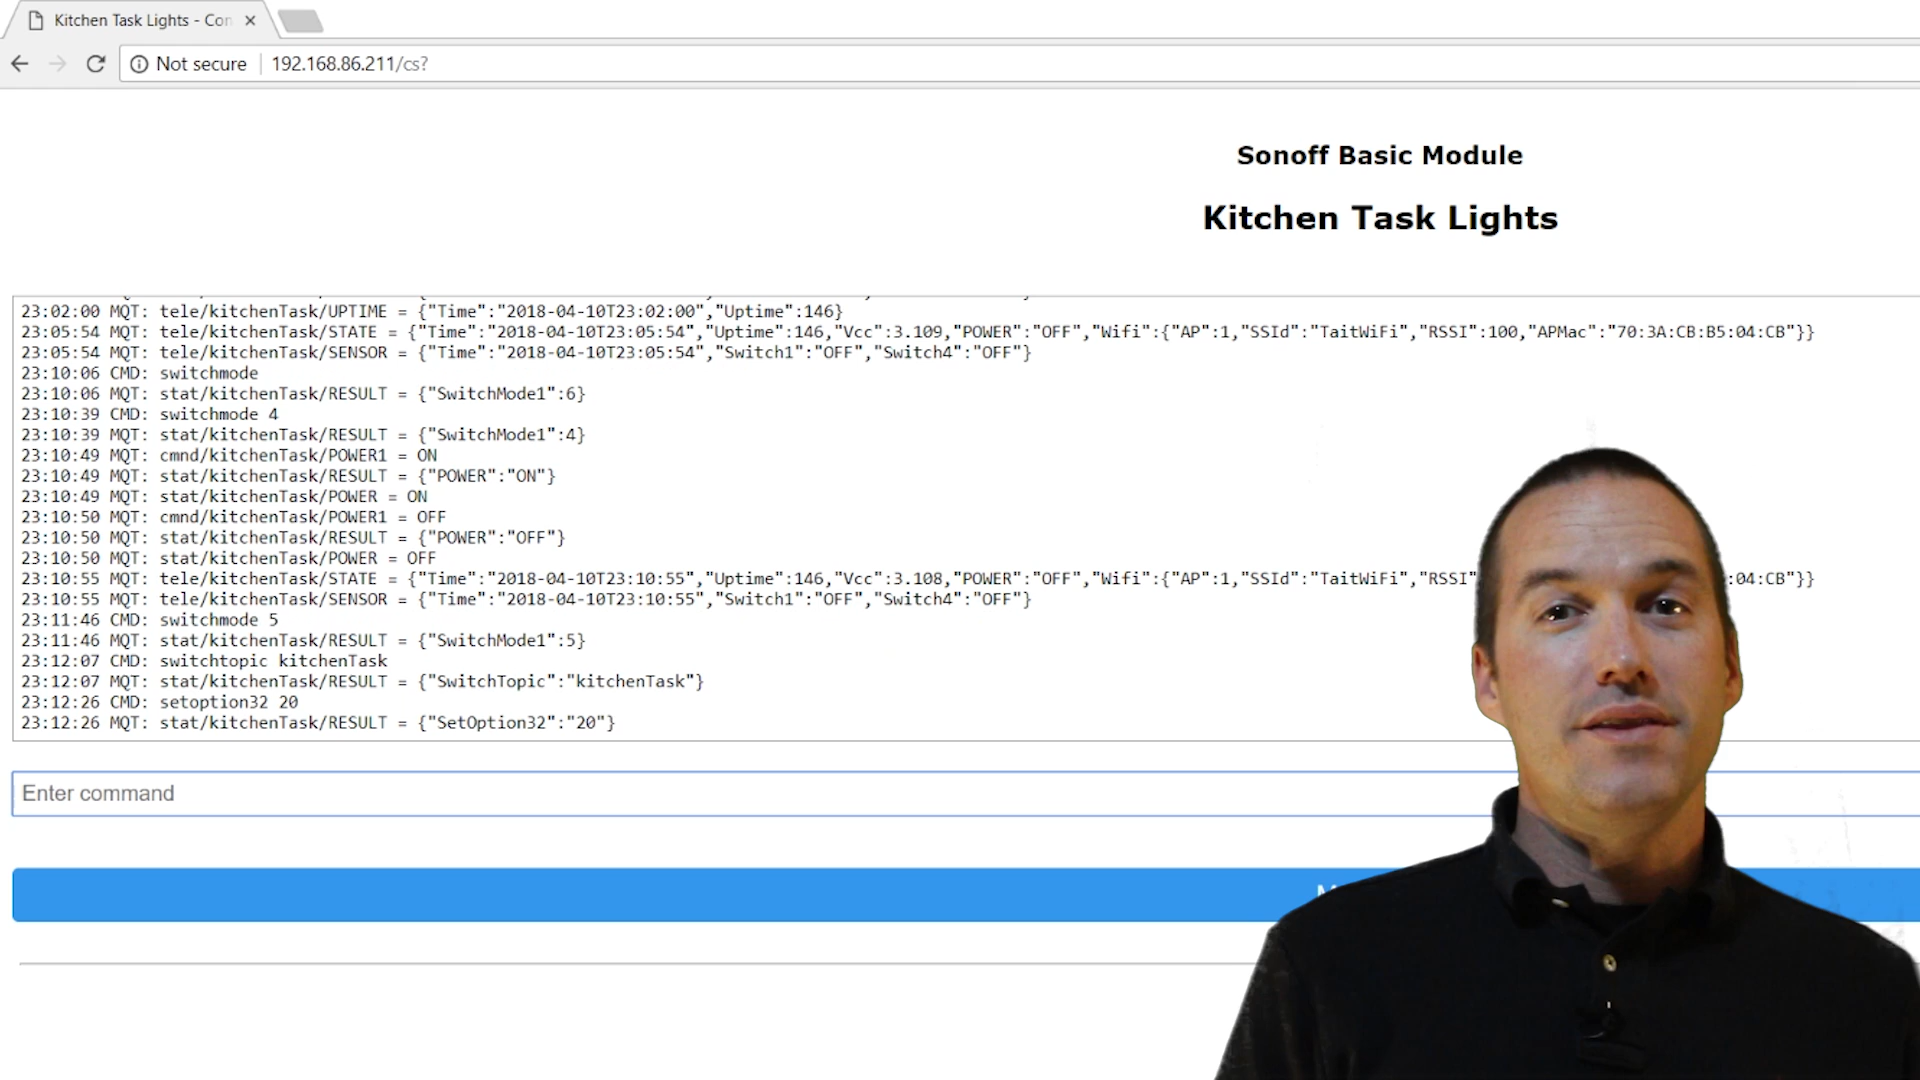 Kitchen Task Lights - Con
Not secure 192.168.86.211/cs?
Sonoff Basic Module
Kitchen Task Lights
23:02:00 MQT: tele/kitchenTask/UPTIME = {"Time":"2018-04-10T23:02:00","Uptime":146}
23:05:54 MQT: tele/kitchenTask/STATE = {"Time":"2018-04-10T23:05:54","Uptime":146,"Vcc":3.109,"POWER":"OFF","Wifi":{"AP":1,"SSId":"TaitWiFi","RSSI":100,"APMac":"70:3A:CB:B5:04:CB"}}
23:05:54 MQT: tele/kitchenTask/SENSOR = {"Time":"2018-04-10T23:05:54","Switch1":"OFF","Switch4":"OFF"}
23:10:06 CMD: switchmode
23:10:06 MQT: stat/kitchenTask/RESULT = {"SwitchMode1":6}
23:10:39 CMD: switchmode 4
23:10:39 MQT: stat/kitchenTask/RESULT = {"SwitchMode1":4}
23:10:49 MQT: cmnd/kitchenTask/POWER1 = ON
23:10:49 MQT: stat/kitchenTask/RESULT = {"POWER":"ON"}
23:10:49 MQT: stat/kitchenTask/POWER = ON
23:10:50 MQT: cmnd/kitchenTask/POWER1 = OFF
23:10:50 MQT: stat/kitchenTask/RESULT = {"POWER":"OFF"}
23:10:50 MQT: stat/kitchenTask/POWER = OFF
23:10:55 MQT: tele/kitchenTask/STATE = {"Time":"2018-04-10T23:10:55","Uptime":146,"Vcc":3.108,"POWER":"OFF","Wifi":{"AP":1,"SSId":"TaitWiFi","RSSI" :04:CB"}}
23:10:55 MQT: tele/kitchenTask/SENSOR = {"Time":"2018-04-10T23:10:55","Switch1":"OFF","Switch4":"OFF"}
23:11:46 CMD: switchmode 5
23:11:46 MQT: stat/kitchenTask/RESULT = {"SwitchMode1":5}
23:12:07 CMD: switchtopic kitchenTask
23:12:07 MQT: stat/kitchenTask/RESULT = {"SwitchTopic":"kitchenTask"}
23:12:26 CMD: setoption32 20
23:12:26 MQT: stat/kitchenTask/RESULT = {"SetOption32":"20"}
Enter command